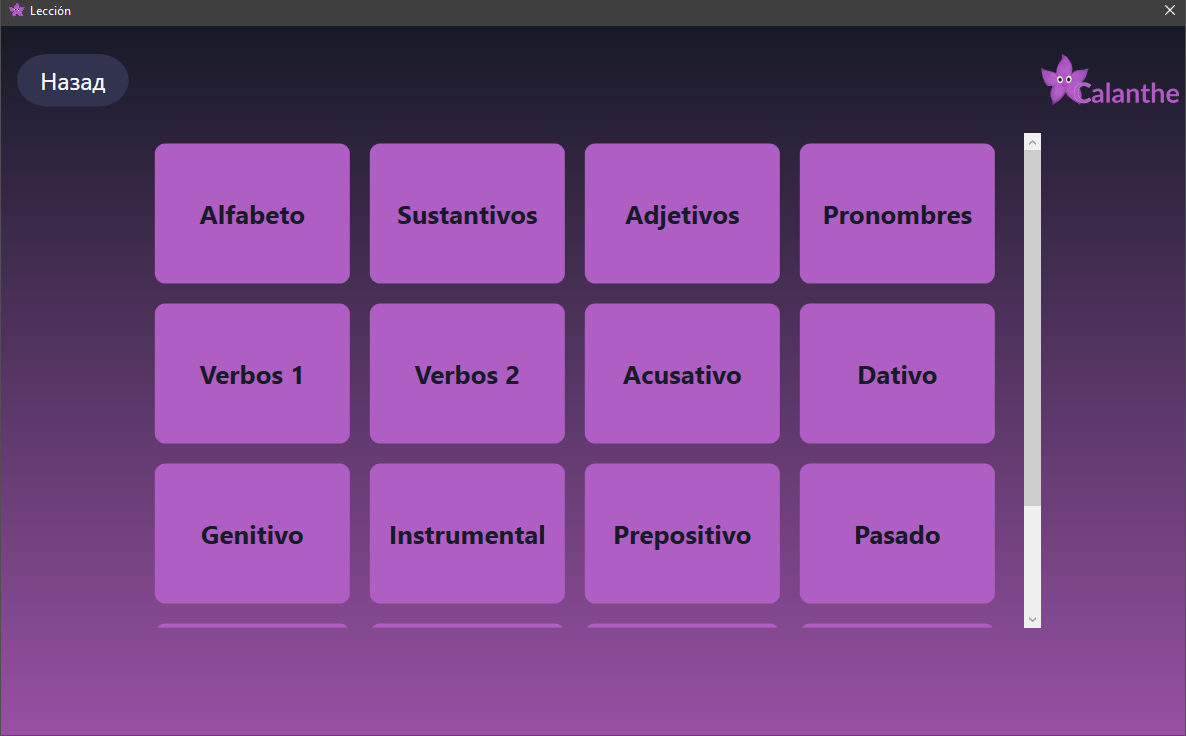 Lección
Назад
Calanthe
Alfabeto
Sustantivos
Adjetivos
Pronombres
Verbos 1
Verbos 2
Acusativo
Dativo
Genitivo
Instrumental
Prepositivo
Pasado